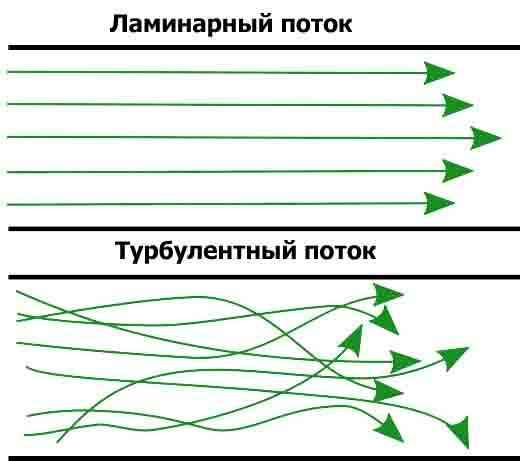 Ламинарный поток
Турбулентный поток